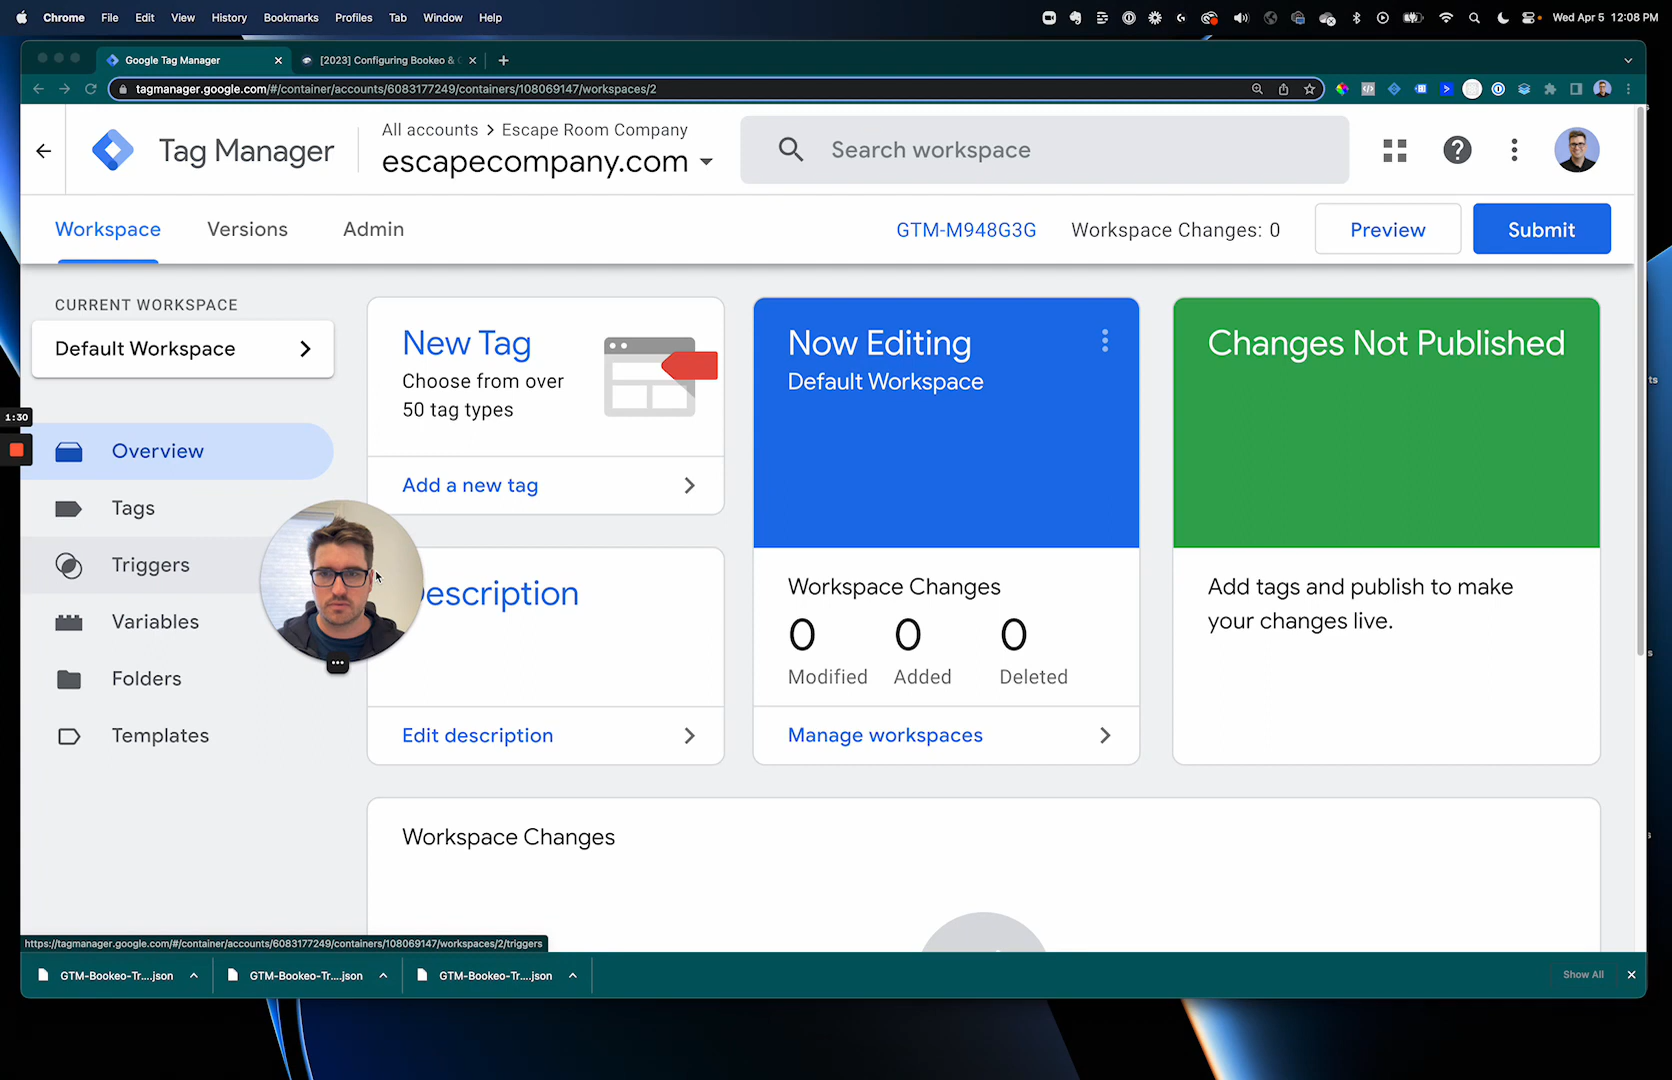 Chrome File Edit View History Bookmarks Profiles Tab Window Help
Wed Apr 5 12:08 PM
Google Tag Manager
[2023] Configuring Bookeo &
tagmanager.google.com/#/container/accounts/6083177249/containers/108069147/workspaces/2
Tag Manager
All accounts > Escape Room Company
escapecompany.com
Search workspace
Workspace
Versions
Admin
GTM-M948G3G
Workspace Changes: 0
Preview
Submit
CURRENT WORKSPACE
Default Workspace
1:30
Overview
Tags
Triggers
Variables
Folders
Templates
New Tag
Choose from over
50 tag types
Add a new tag
escription
Edit description
Now Editing
Default Workspace
Workspace Changes
0 0 0
Modified Added Deleted
Manage workspaces
Changes Not Published
Add tags and publish to make
your changes live.
Workspace Changes
https://tagmanager.google.com/#/container/accounts/6083177249/containers/108069147/workspaces/2/triggers
GTM-Bookeo-Tr....json
GTM-Bookeo-Tr....json
GTM-Bookeo-Tr....json
Show All